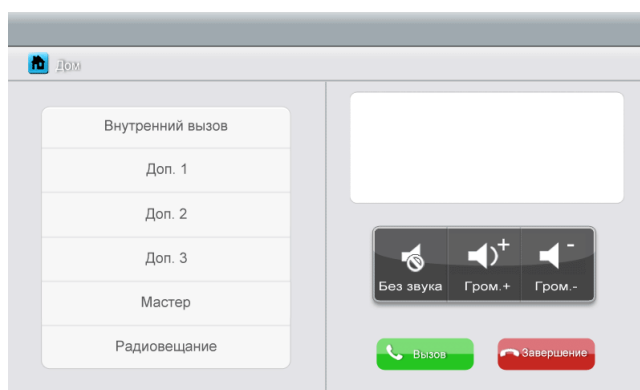 Дом
Внутренний вызов
Доп. 1
Доп. 2
Доп. 3
Мастер
Радиовещание
Без звука
Гром.+
Гром.-
Вызов
Завершение